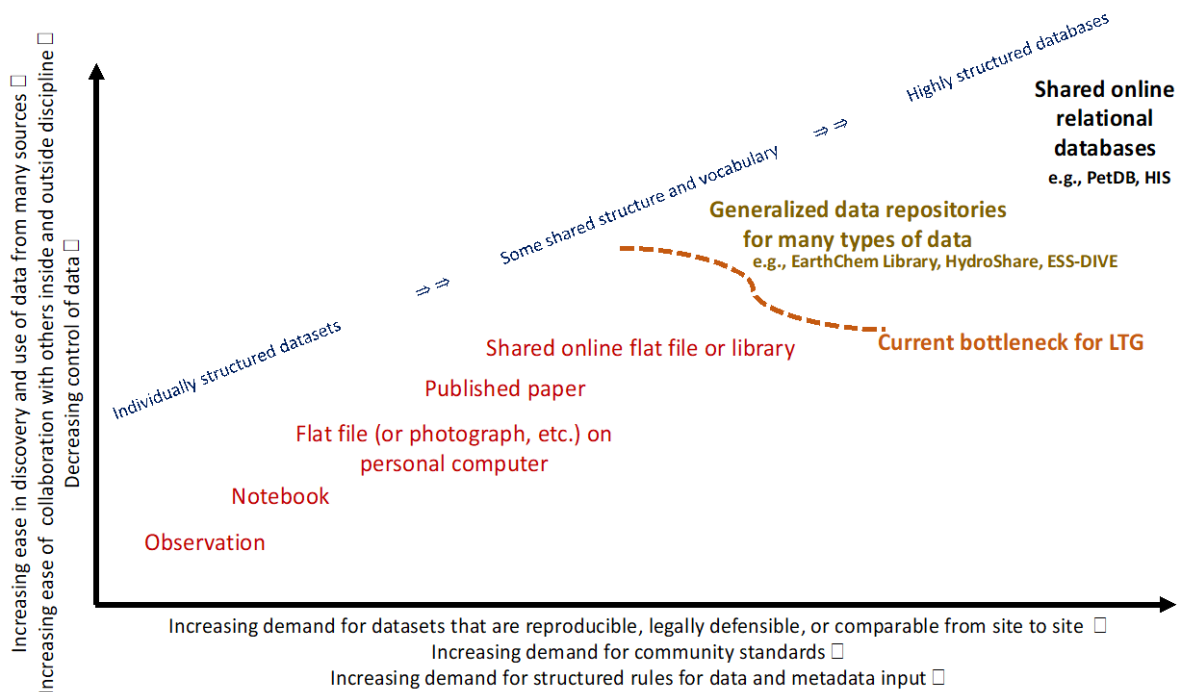 Increasing ease in discovery and use of data from many sources □
Increasing ease of collaboration with others inside and outside discipline □
Decreasing control of data □
Highly structured databases
⇒ ⇒
Some shared structure and vocabulary
⇒ ⇒
Individually structured datasets
Shared online
relational
databases
e.g., PetDB, HIS
Generalized data repositories
for many types of data
e.g., EarthChem Library, HydroShare, ESS-DIVE
Current bottleneck for LTG
Shared online flat file or library
Published paper
Flat file (or photograph, etc.) on
personal computer
Notebook
Observation
Increasing demand for datasets that are reproducible, legally defensible, or comparable from site to site □
Increasing demand for community standards □
Increasing demand for structured rules for data and metadata input □